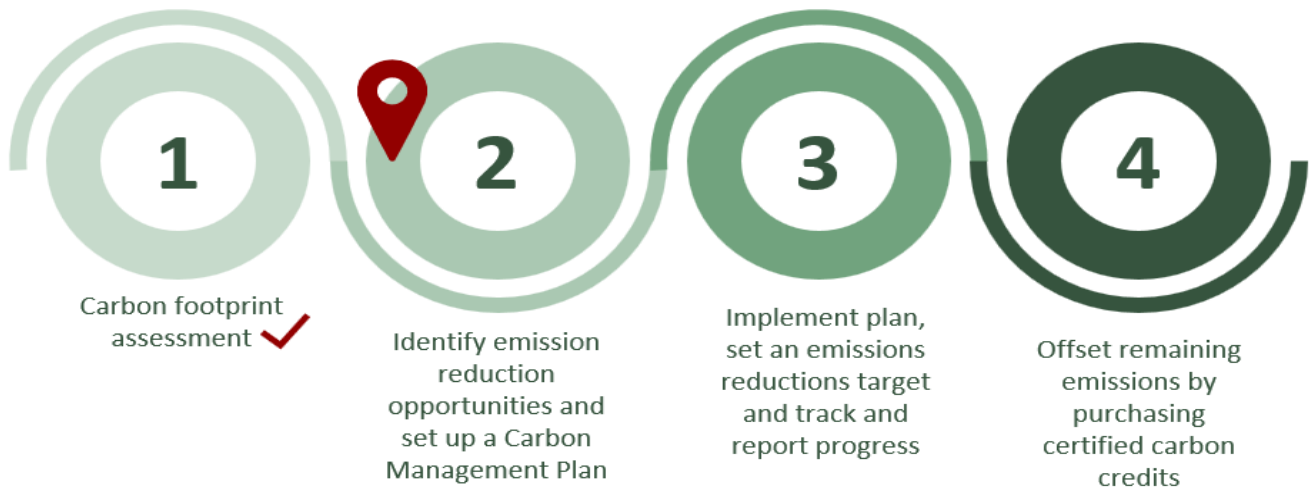 1
2
3
4
Carbon footprint
assessment
Identify emission
reduction
opportunities and
set up a Carbon
Management Plan
Implement plan,
set an emissions
reductions target
and track and
report progress
Offset remaining
emissions by
purchasing
certified carbon
credits